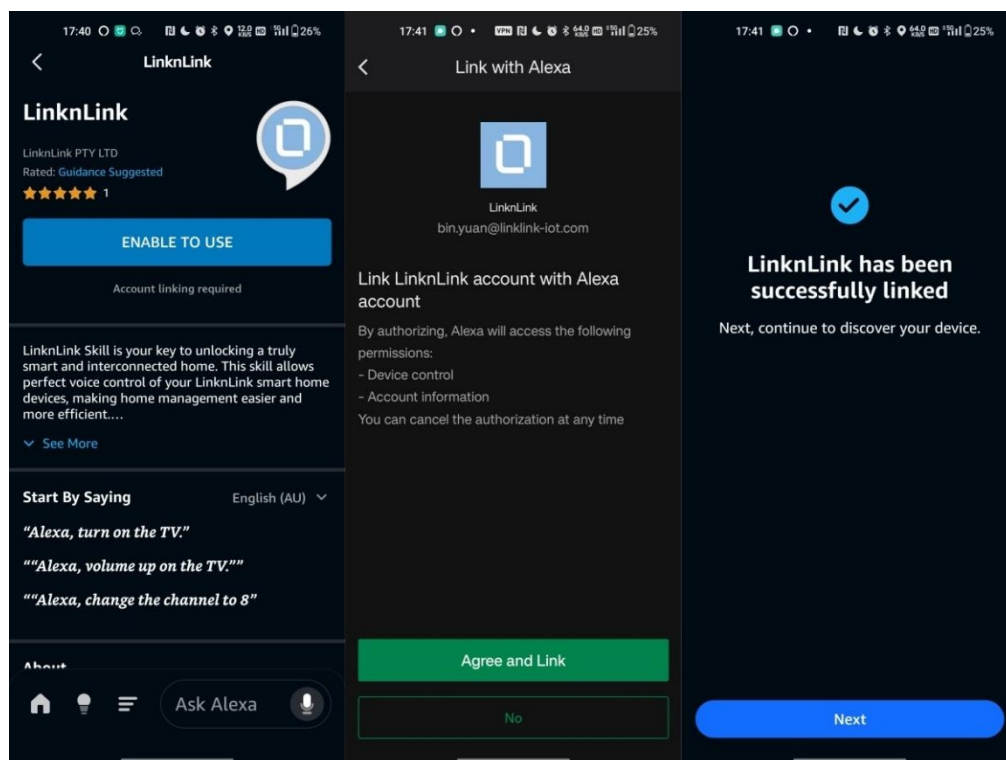 17:40
26%
LinknLink
LinknLink
LinknLink PTY LTD
Rated: Guidance Suggested
1
ENABLE TO USE
Account linking required
LinknLink Skill is your key to unlocking a truly
smart and interconnected home. This skill allows
perfect voice control of your LinknLink smart home
devices, making home management easier and
more efficient....
See More
Start By Saying
English (AU)
“Alexa, turn on the TV.”
““Alexa, volume up on the TV.””
““Alexa, change the channel to 8”
About
Ask Alexa
17:41
VPN
25%
Link with Alexa
LinknLink
bin.yuan@linklink-iot.com
Link LinknLink account with Alexa
account
By authorizing, Alexa will access the following
permissions:
- Device control
- Account information
You can cancel the authorization at any time
Agree and Link
No
17:41
25%
LinknLink has been
successfully linked
Next, continue to discover your device.
Next